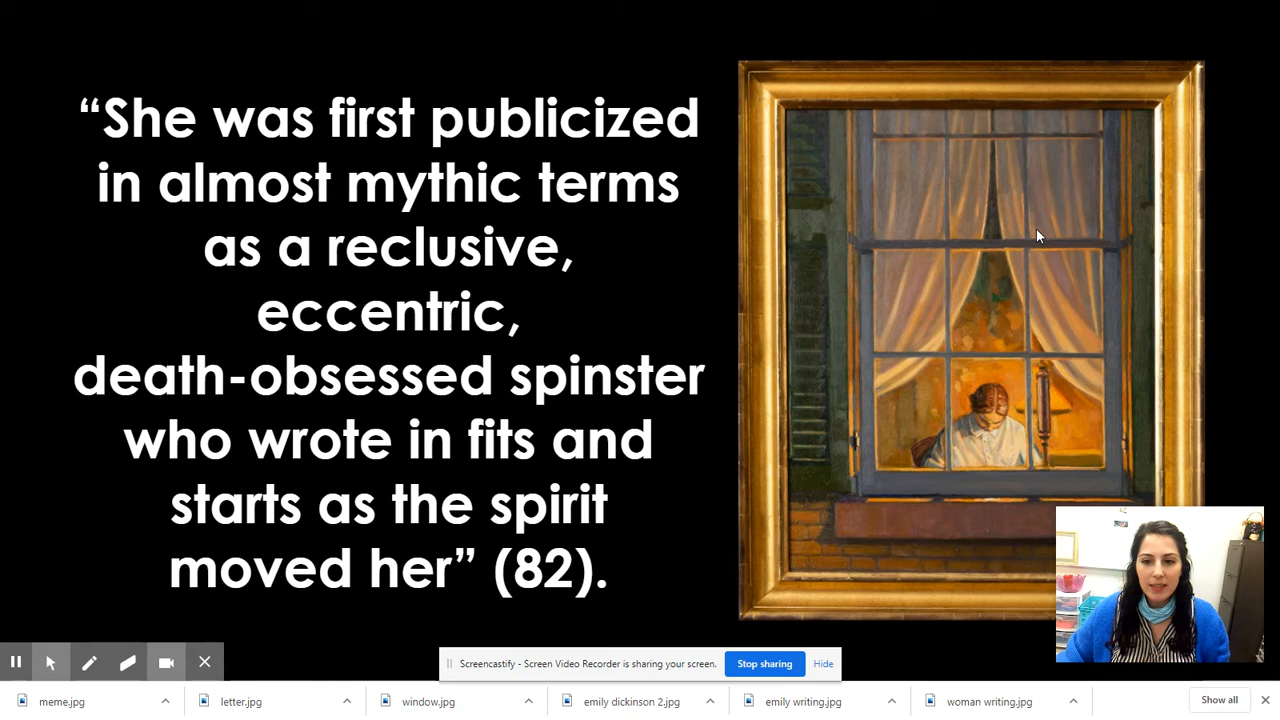 “She was first publicized
in almost mythic terms
as a reclusive,
eccentric,
death-obsessed spinster
who wrote in fits and
starts as the spirit
moved her” (82).
Screencastify - Screen Video Recorder is sharing your screen.
Stop sharing
Hide
meme.jpg
letter.jpg
window.jpg
emily dickinson 2.jpg
emily writing.jpg
woman writing.jpg
Show all